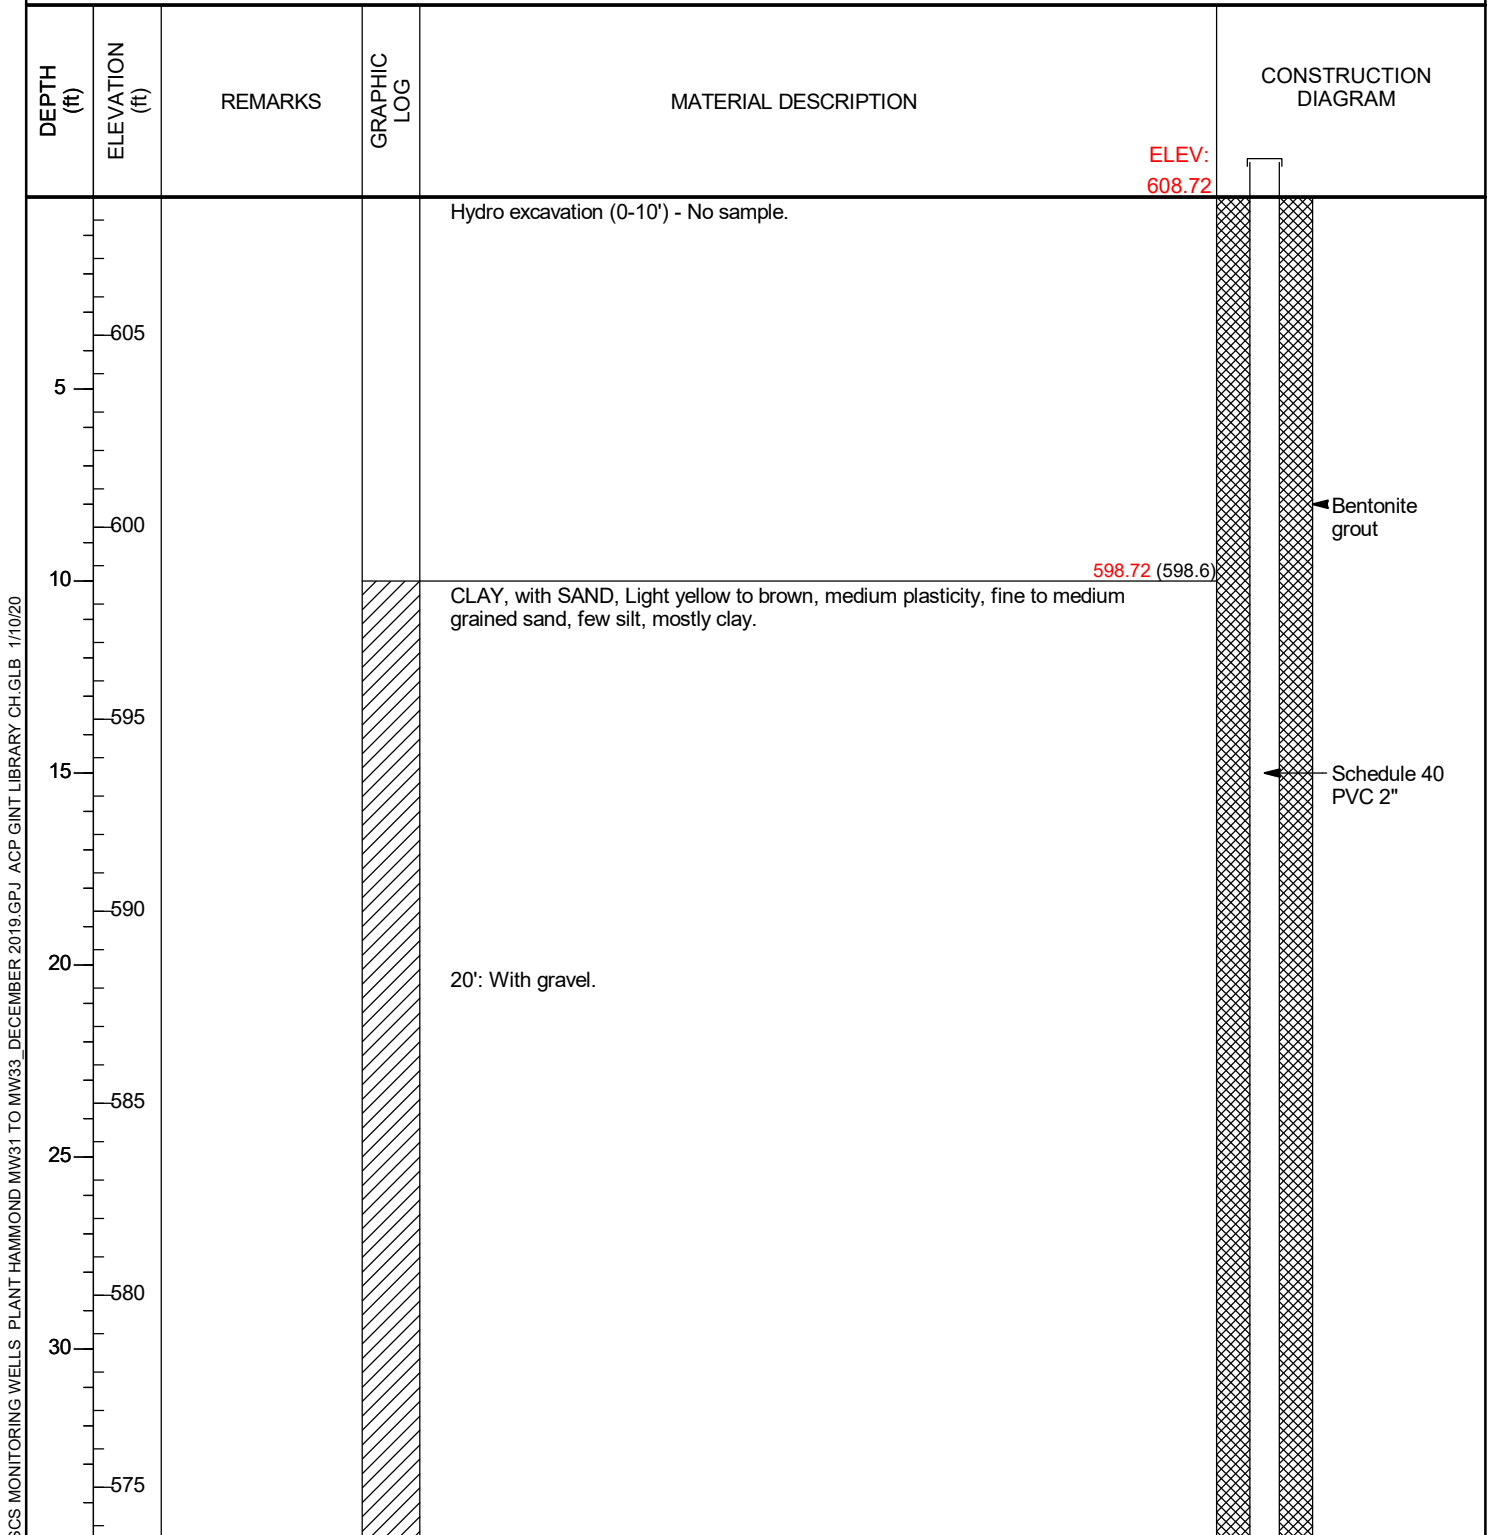 DEPTH
(ft)
ELEVATION
(ft)
REMARKS
GRAPHIC
LOG
MATERIAL DESCRIPTION
CONSTRUCTION
DIAGRAM
ELEV:
608.72
Hydro excavation (0-10') - No sample.
605
5
Bentonite
grout
600
598.72 (598.6)
10
CLAY, with SAND, Light yellow to brown, medium plasticity, fine to medium
grained sand, few silt, mostly clay.
595
15
Schedule 40
PVC 2"
590
20
20': With gravel.
585
25
580
30
575
SCS MONITORING WELLS PLANT HAMMOND MW31 TO MW33_DECEMBER 2019.GPJ ACP GINT LIBRARY CH.GLB 1/10/20